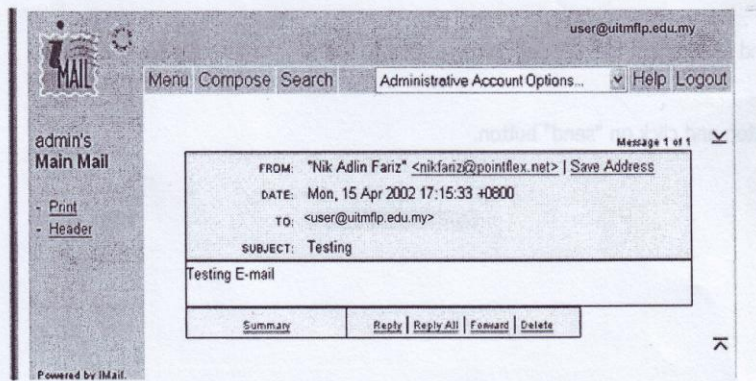 user@uitmflp.edu.my
iMAIL
Menu Compose Search Administrative Account Options... Help Logout
admin's
Main Mail
- Print
- Header
Message 1 of 1
FROM: "Nik Adlin Fariz" <nikfariz@pointflex.net> | Save Address
DATE: Mon, 15 Apr 2002 17:15:33 +0800
TO: <user@uitmflp.edu.my>
SUBJECT: Testing
Testing E-mail
Summary Reply | Reply All | Forward | Delete
Powered by IMail.